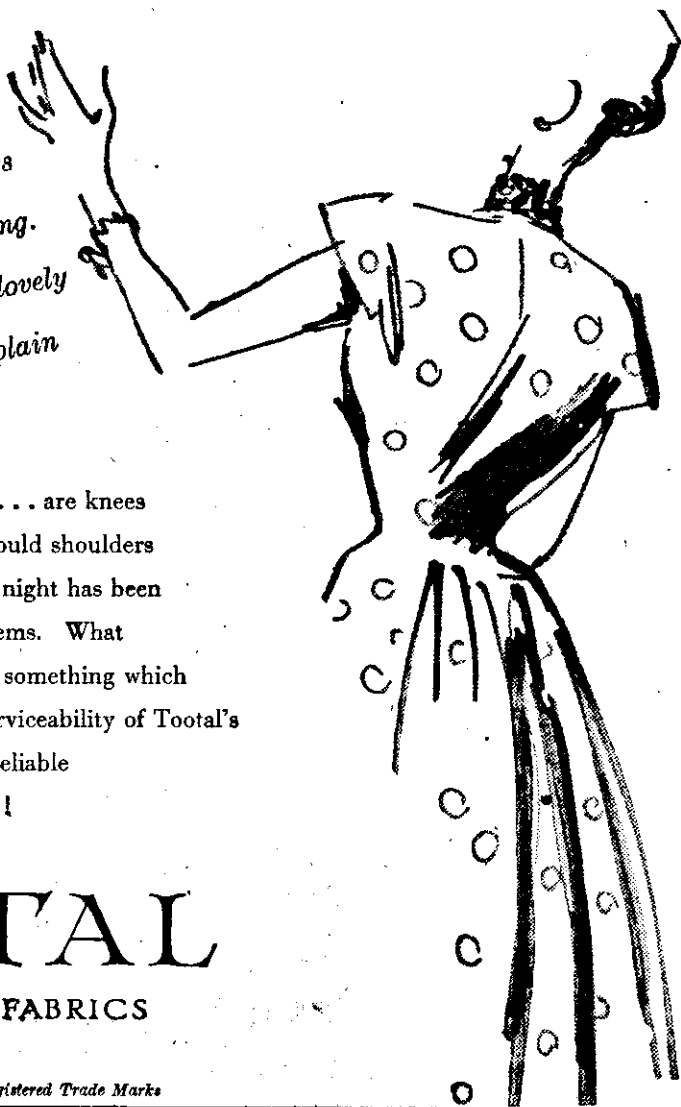 s
ng.
lovely
plain
... are knees
ould shoulders
night has been
ems. What
something which
rviceability of Tootal's
eliable
!
TAL
FABRICS
gistered Trade Marks